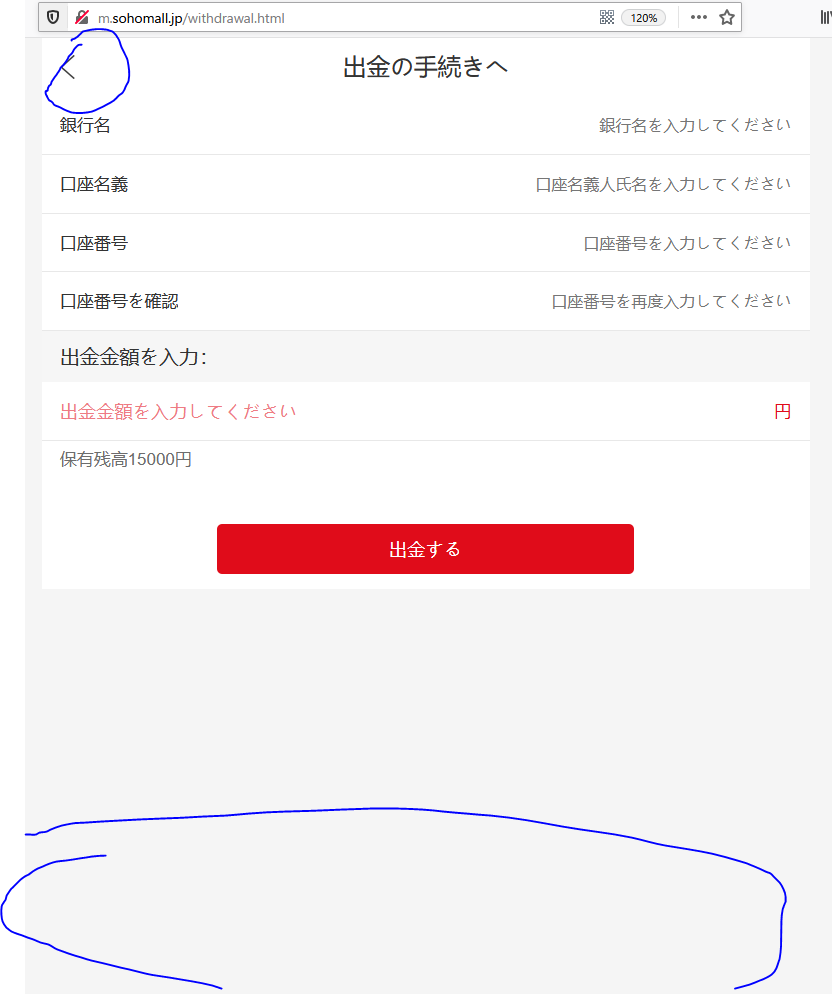 m.sohomall.jp/withdrawal.html 120%
出金の手続きへ
銀行名 銀行名を入力してください
口座名義 口座名義人氏名を入力してください
口座番号 口座番号を入力してください
口座番号を確認 口座番号を再度入力してください
出金金額を入力：
出金金額を入力してください 円
保有残高15000円
出金する